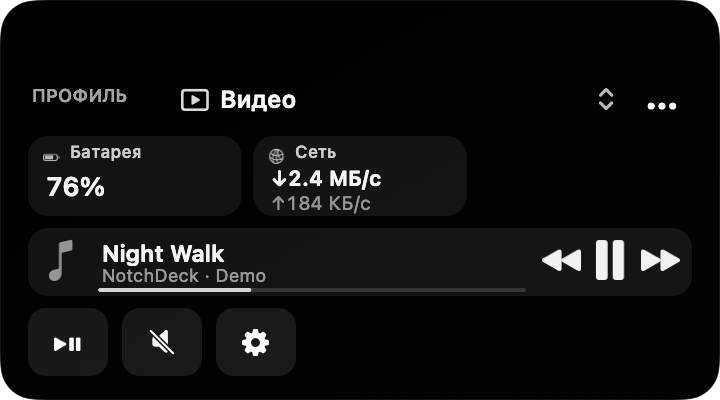 ПРОФИЛЬ
Видео
Батарея
76%
Сеть
↓2.4 МБ/с
↑184 КБ/с
Night Walk
NotchDeck · Demo